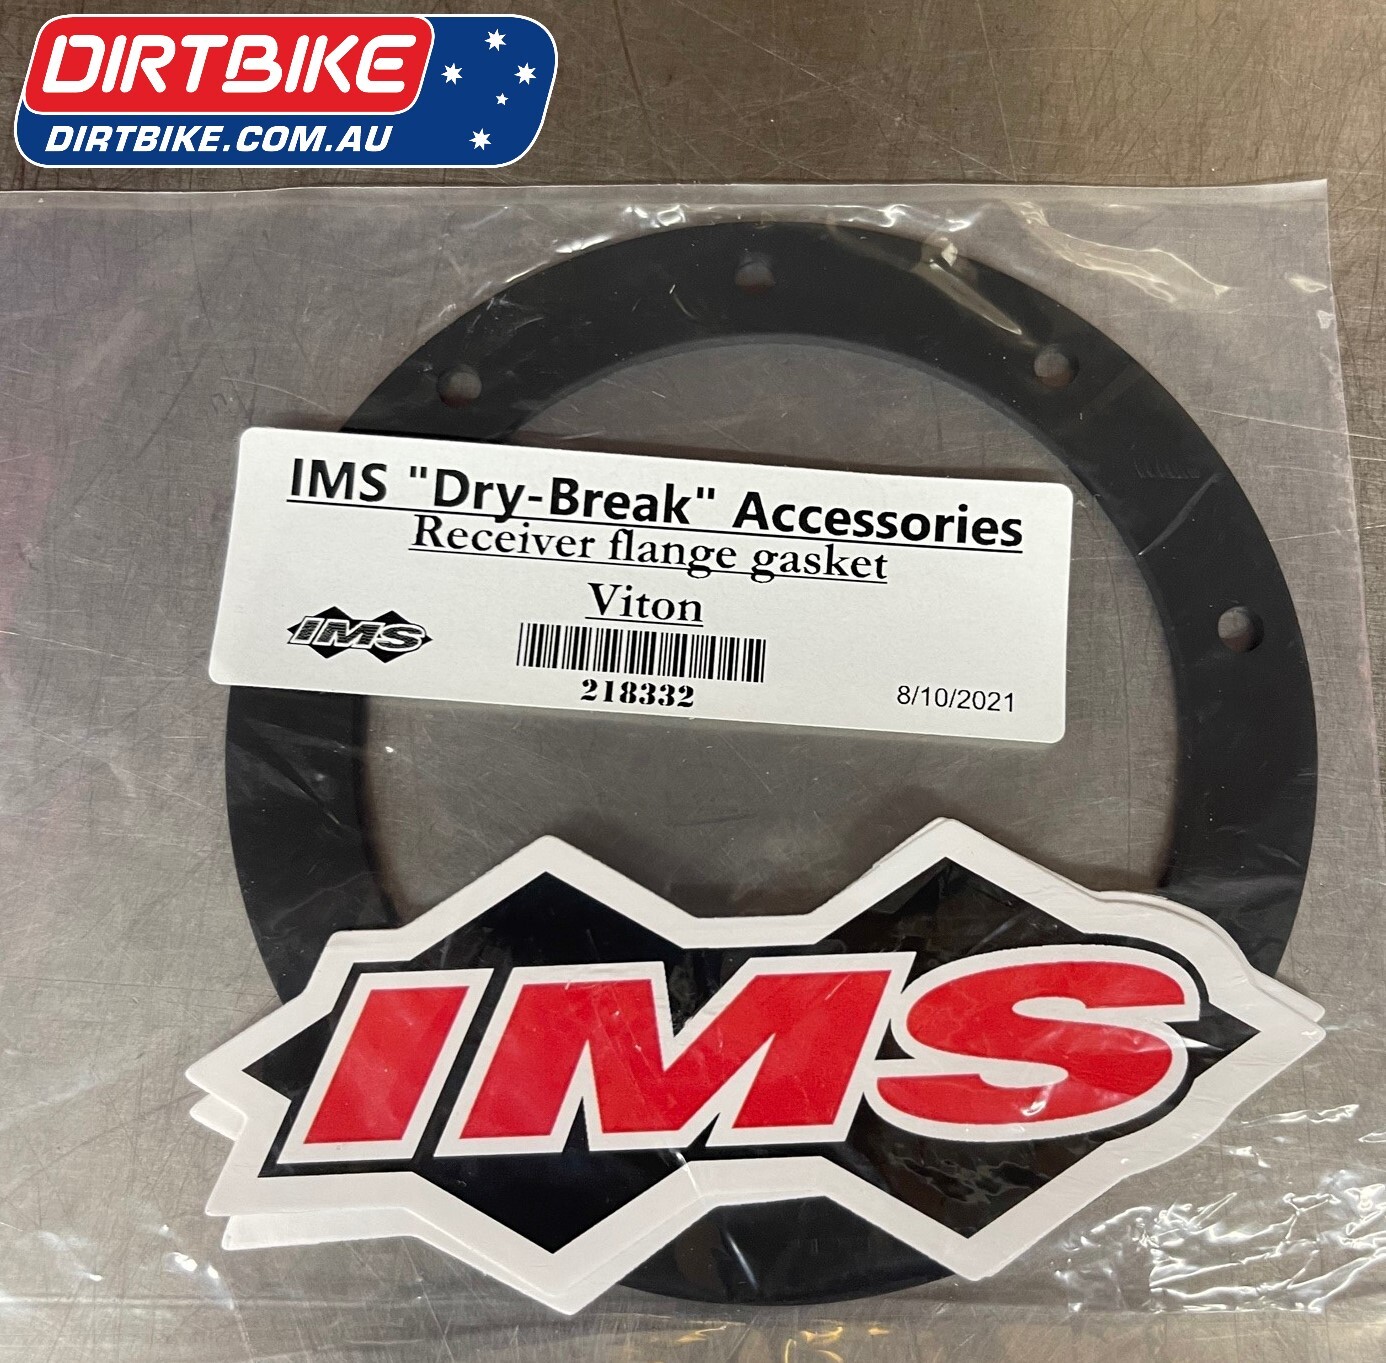 DIRTBIKE
DIRTBIKE.COM.AU
IMS "Dry-Break" Accessories
Receiver flange gasket
Viton
IMS
218332
8/10/2021
IMS